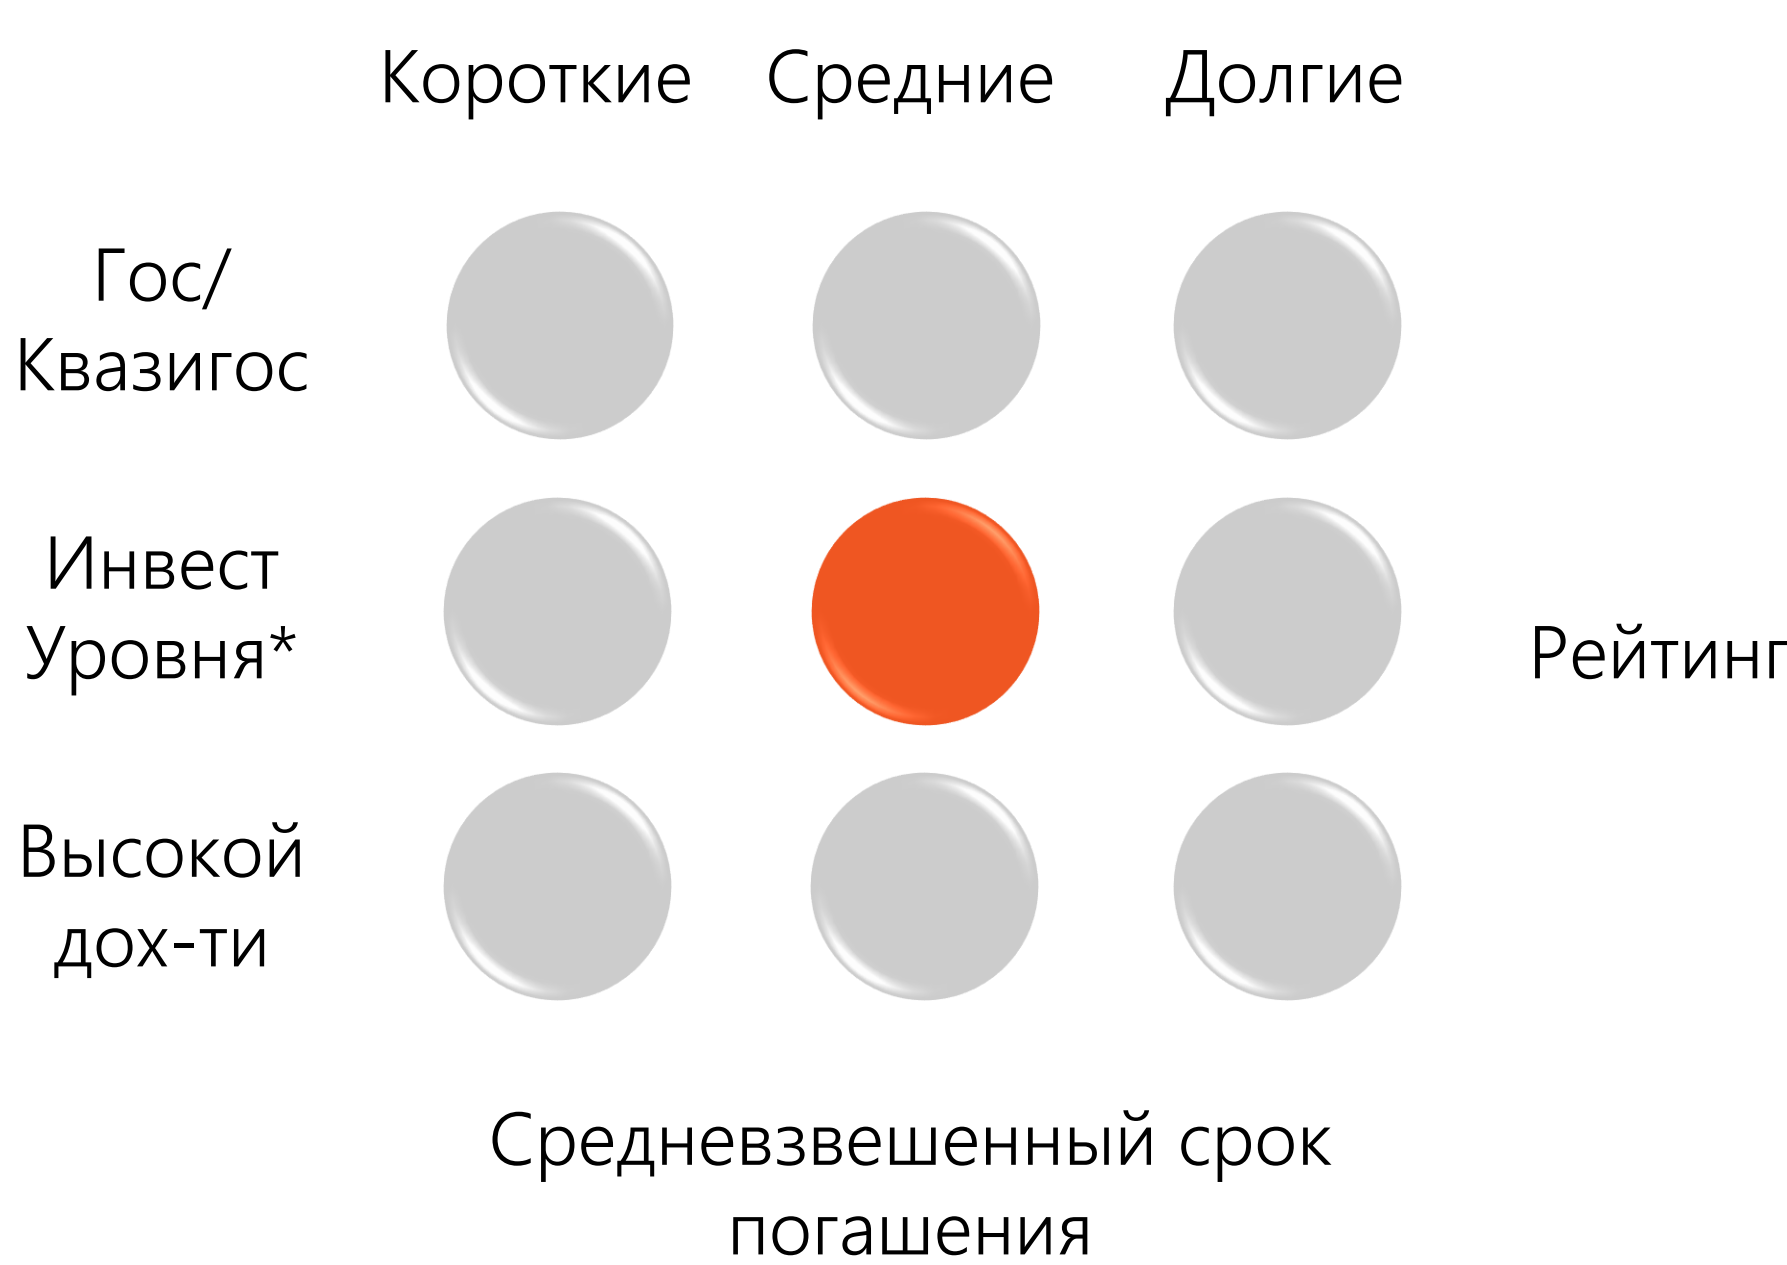 Короткие Средние Долгие
Гос/
Квазигос
Инвест
Уровня*
Рейтинг
Высокой
дох-ти
Средневзвешенный срок
погашения